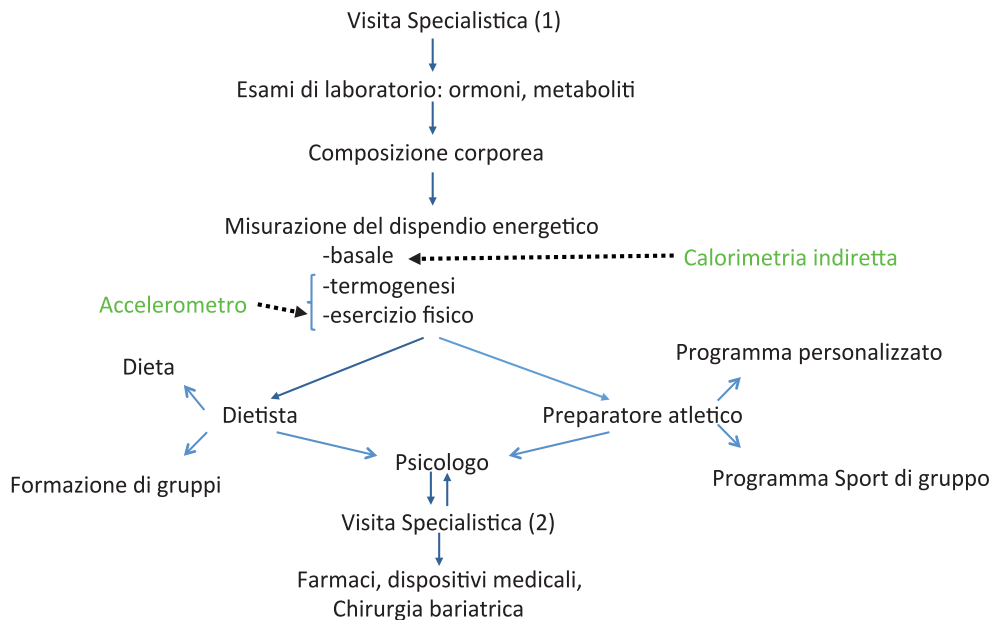 Visita Specialistica (1)
Esami di laboratorio: ormoni, metaboliti
Composizione corporea
Misurazione del dispendio energetico
-basale
Calorimetria indiretta
-termogenesi
Accelerometro
-esercizio fisico
Programma personalizzato
Dieta
Dietista
Preparatore atletico
Psicologo
Formazione di gruppi
Programma Sport di gruppo
Visita Specialistica (2)
Farmaci, dispositivi medicali,
Chirurgia bariatrica